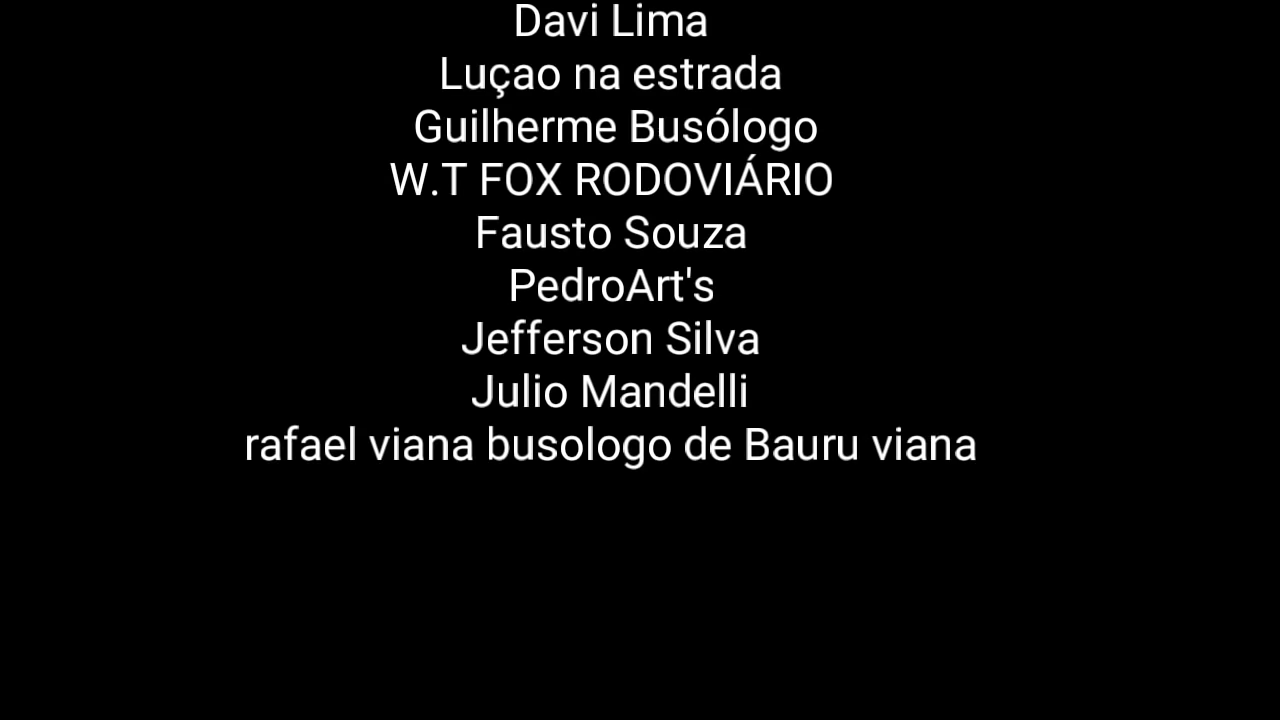 Davi Lima
Luçao na estrada
Guilherme Busólogo
W.T FOX RODOVIÁRIO
Fausto Souza
PedroArt's
Jefferson Silva
Julio Mandelli
rafael viana busologo de Bauru viana